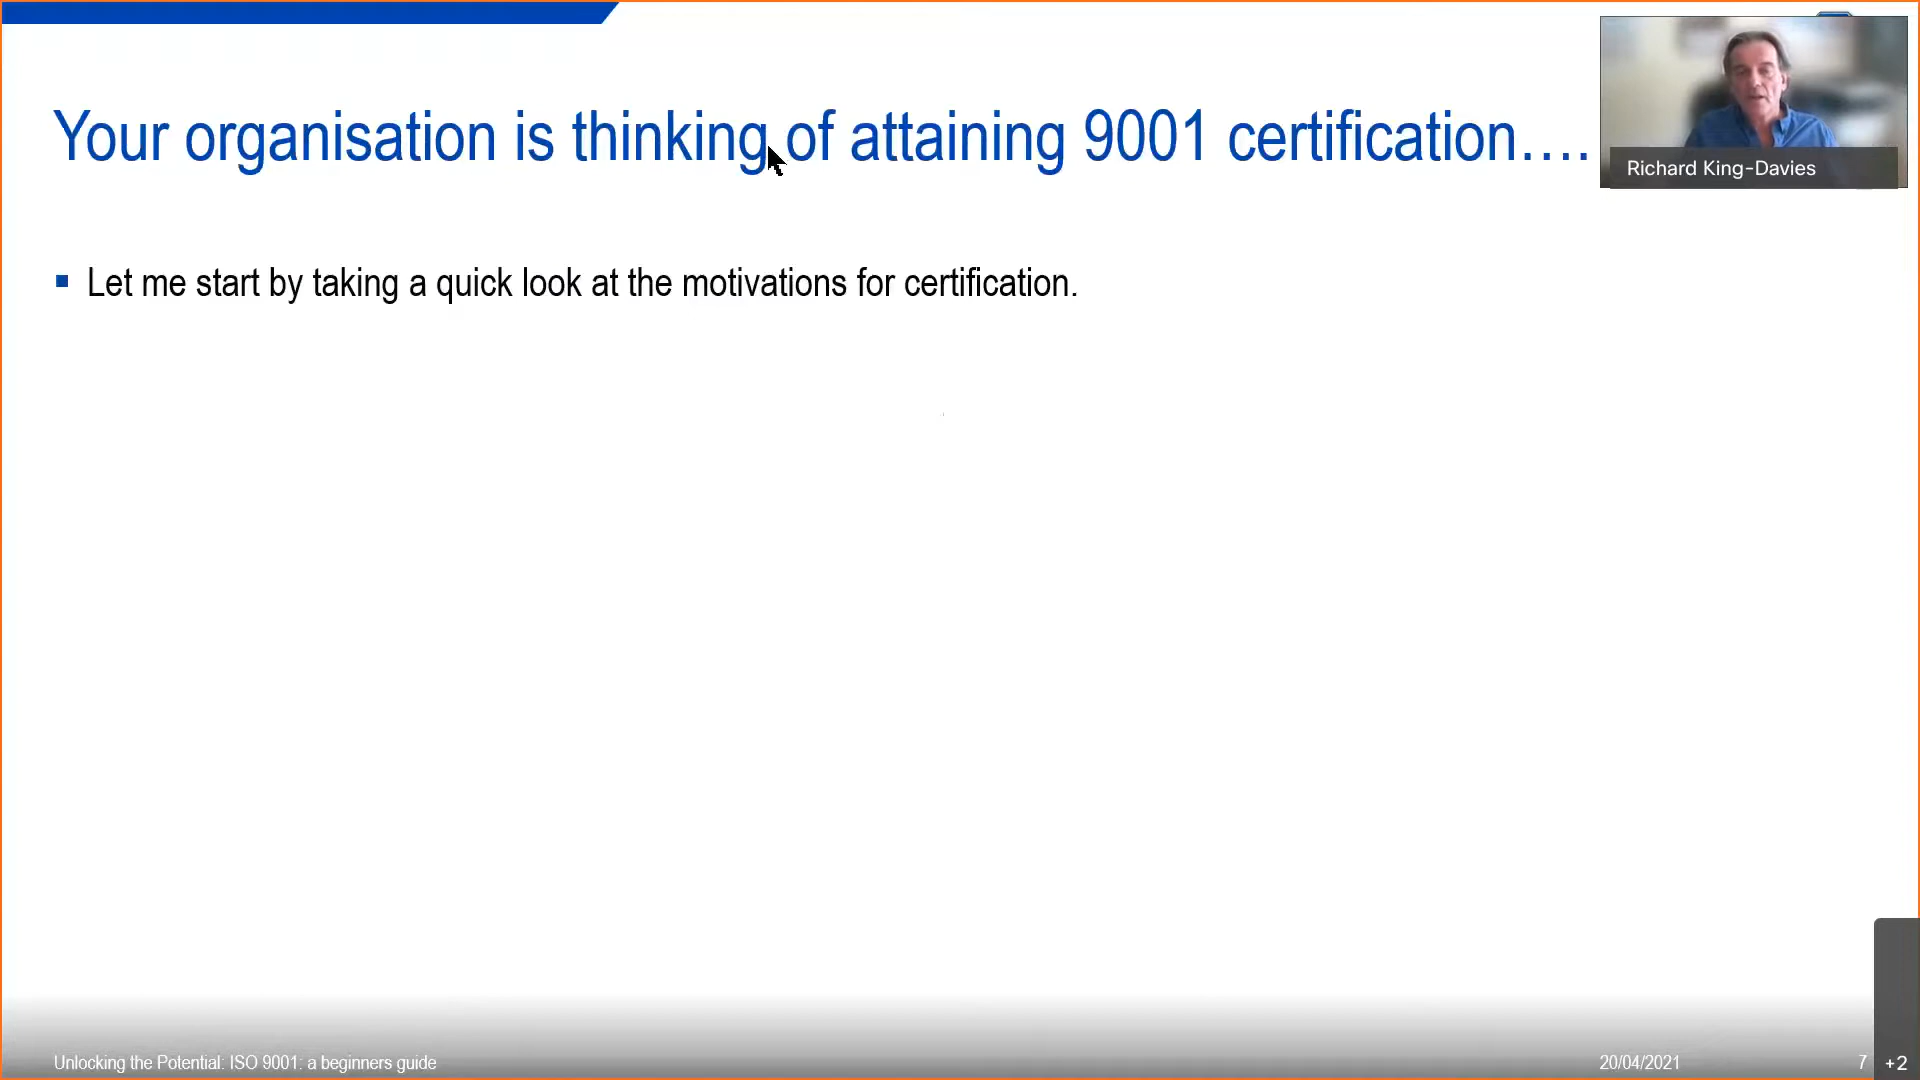 Your organisation is thinking of attaining 9001 certification....
Richard King-Davies
Let me start by taking a quick look at the motivations for certification.
Unlocking the Potential: ISO 9001: a beginners guide
20/04/2021
7
+2